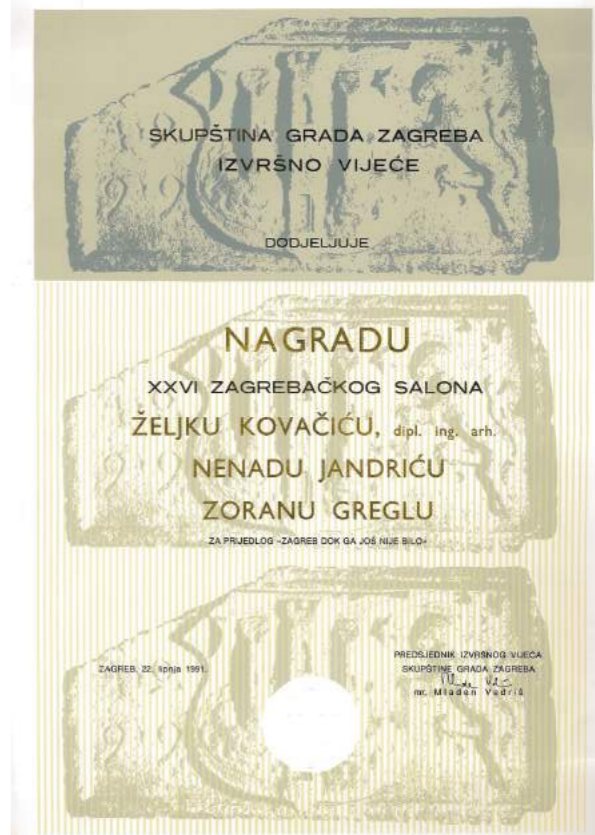 SKUPŠTINA GRADA ZAGREBA
IZVRŠNO VIJEĆE
DODJELJUJE
NAGRADU
XXVI ZAGREBAČKOG SALONA
ŽELJKU KOVAČIĆU, dipl. ing. arh.
NENADU JANDRIĆU
ZORANU GREGLU
ZA PRIJEDLOG »ZAGREB DOK GA JOŠ NIJE BILO«
ZAGREB, 22. lipnja 1991.
PREDSJEDNIK IZVRŠNOG VIJEĆA
SKUPŠTINE GRADA ZAGREBA
mr. Mladen Vedriš